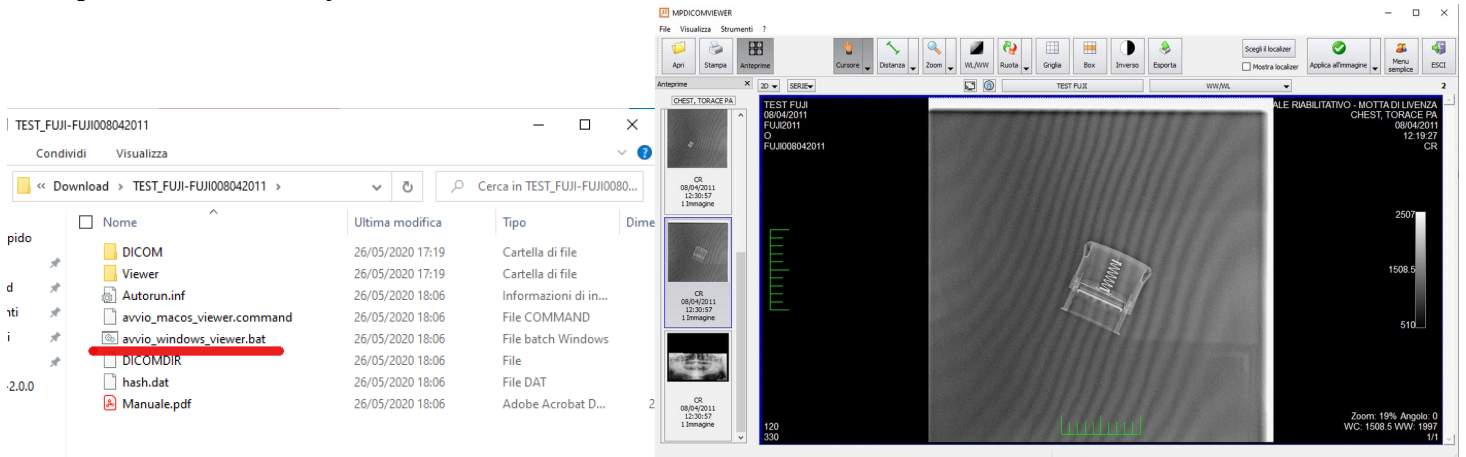 TEST_FUJI-FUJI008042011
Condividi Visualizza
« Download > TEST_FUJI-FUJI008042011 >
Cerca in TEST_FUJI-FUJI0080...
Nome Ultima modifica Tipo Dime
pido
d
nti
i
-2.0.0
DICOM 26/05/2020 17:19 Cartella di file
Viewer 26/05/2020 17:19 Cartella di file
Autorun.inf 26/05/2020 18:06 Informazioni di in...
avvio_macos_viewer.command 26/05/2020 18:06 File COMMAND
avvio_windows_viewer.bat 26/05/2020 18:06 File batch Windows
DICOMDIR 26/05/2020 18:06 File
hash.dat 26/05/2020 18:06 File DAT
Manuale.pdf 26/05/2020 18:06 Adobe Acrobat D... 2
MPDICOMVIEWER
File Visualizza Strumenti ?
Apri Stampa Anteprime Cursore Distanza Zoom WL/WW Ruota Griglia Box Inverso Esporta
Scegli il localizer
Mostra localizer
Applica all'immagine
Menu semplice
ESCI
Anteprime × 2D SERIE TEST FUJI WW/WL 2
CHEST, TORACE PA
CR
08/04/2011
12:30:57
1 Immagine
CR
08/04/2011
12:30:57
1 Immagine
CR
08/04/2011
12:30:57
1 Immagine
TEST FUJI
08/04/2011
FUJI2011
O
FUJI008042011
ALE RIABILITATIVO - MOTTA DI LIVENZA
CHEST, TORACE PA
08/04/2011
12:19:27
CR
2507
1508.5
510
120
330
Zoom: 19% Angolo: 0
WC: 1508.5 WW: 1997
1/1